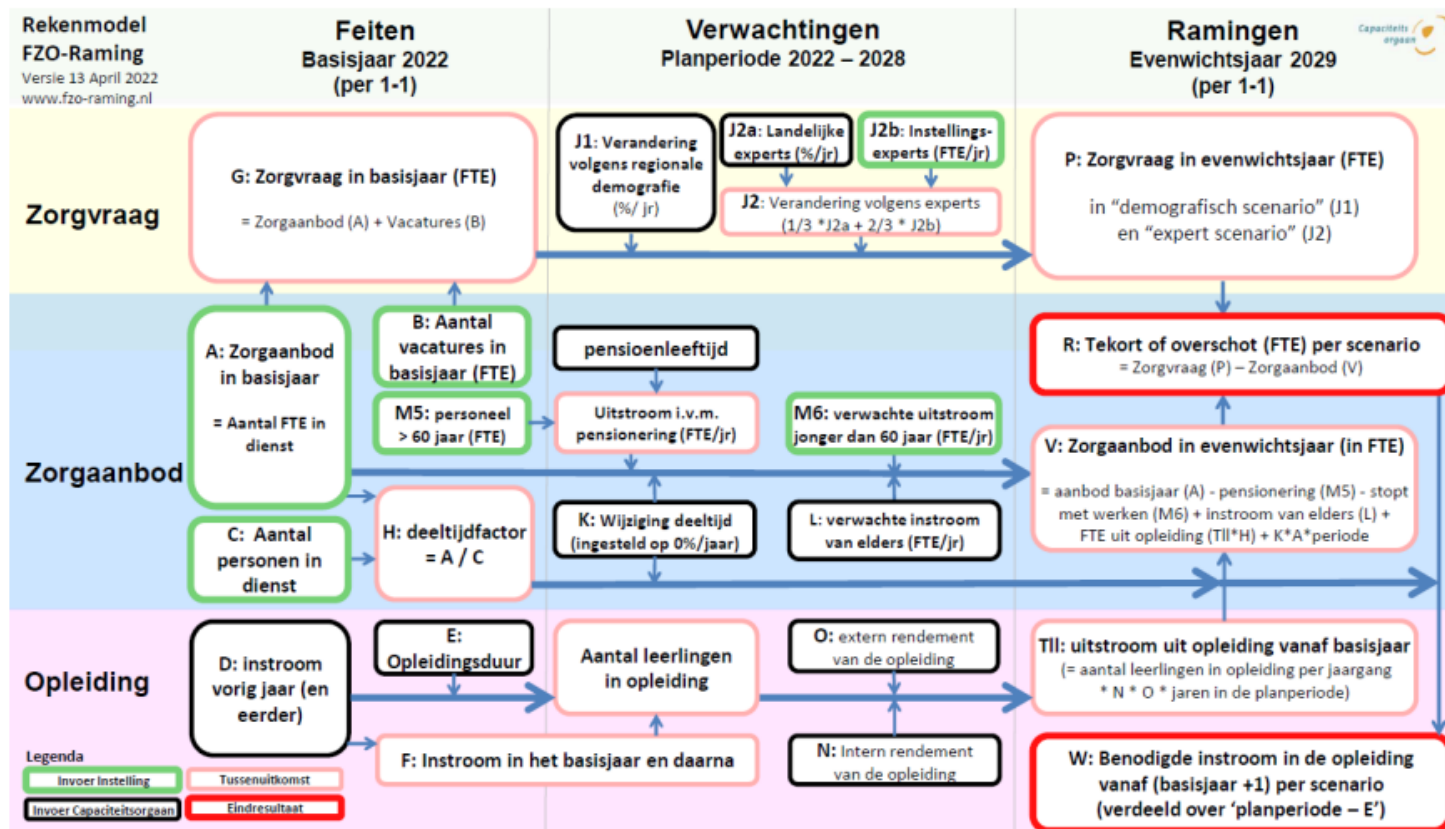 Rekenmodel
FZO-Raming
Versie 13 April 2022
www.fzo-raming.nl
Feiten
Basisjaar 2022
(per 1-1)
Verwachtingen
Planperiode 2022 – 2028
Ramingen
Evenwichtsjaar 2029
(per 1-1)
Capaciteits
orgaan
Zorgvraag
G: Zorgvraag in basisjaar (FTE)
= Zorgaanbod (A) + Vacatures (B)
J1: Verandering
volgens regionale
demografie
(%/ jr)
J2a: Landelijke
experts (%/jr)
J2b: Instellings-
experts (FTE/jr)
J2: Verandering volgens experts
(1/3 *J2a + 2/3 * J2b)
P: Zorgvraag in evenwichtsjaar (FTE)
in “demografisch scenario” (J1)
en “expert scenario” (J2)
Zorgaanbod
A: Zorgaanbod
in basisjaar
= Aantal FTE in
dienst
B: Aantal
vacatures in
basisjaar (FTE)
M5: personeel
> 60 jaar (FTE)
C: Aantal
personen in
dienst
H: deeltijdfactor
= A / C
pensioenleeftijd
Uitstroom i.v.m.
pensionering (FTE/jr)
M6: verwachte uitstroom
jonger dan 60 jaar (FTE/jr)
K: Wijziging deeltijd
(ingesteld op 0%/jaar)
L: verwachte instroom
van elders (FTE/jr)
R: Tekort of overschot (FTE) per scenario
= Zorgvraag (P) – Zorgaanbod (V)
V: Zorgaanbod in evenwichtsjaar (in FTE)
= aanbod basisjaar (A) - pensionering (M5) - stopt
met werken (M6) + instroom van elders (L) +
FTE uit opleiding (Tll*H) + K*A*periode
Opleiding
D: instroom
vorig jaar (en
eerder)
E:
Opleidingsduur
Aantal leerlingen
in opleiding
F: Instroom in het basisjaar en daarna
O: extern rendement
van de opleiding
N: Intern rendement
van de opleiding
Tll: uitstroom uit opleiding vanaf basisjaar
(= aantal leerlingen in opleiding per jaargang
* N * O * jaren in de planperiode)
W: Benodigde instroom in de opleiding
vanaf (basisjaar +1) per scenario
(verdeeld over ‘planperiode – E’)
Legenda
Invoer Instelling
Tussenuitkomst
Invoer Capaciteitsorgaan
Eindresultaat